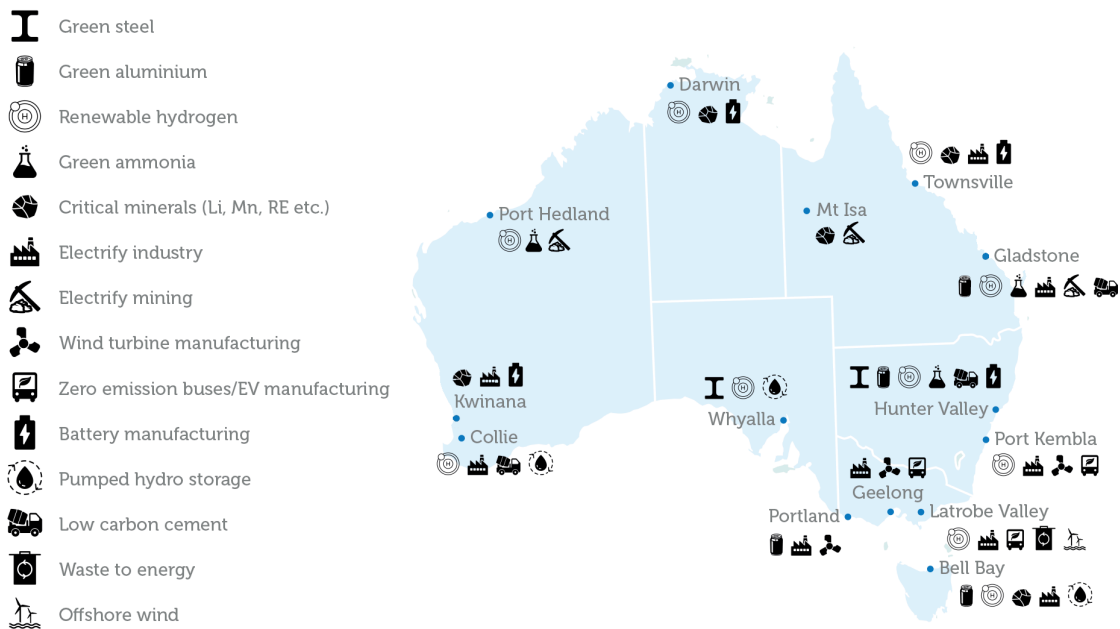 Green steel
Green aluminium
Renewable hydrogen
Green ammonia
Critical minerals (Li, Mn, RE etc.)
Electrify industry
Electrify mining
Wind turbine manufacturing
Zero emission buses/EV manufacturing
Battery manufacturing
Pumped hydro storage
Low carbon cement
Waste to energy
Offshore wind
Darwin
Townsville
Port Hedland
Mt Isa
Gladstone
Kwinana
Collie
Whyalla
Hunter Valley
Port Kembla
Geelong
Portland
Latrobe Valley
Bell Bay